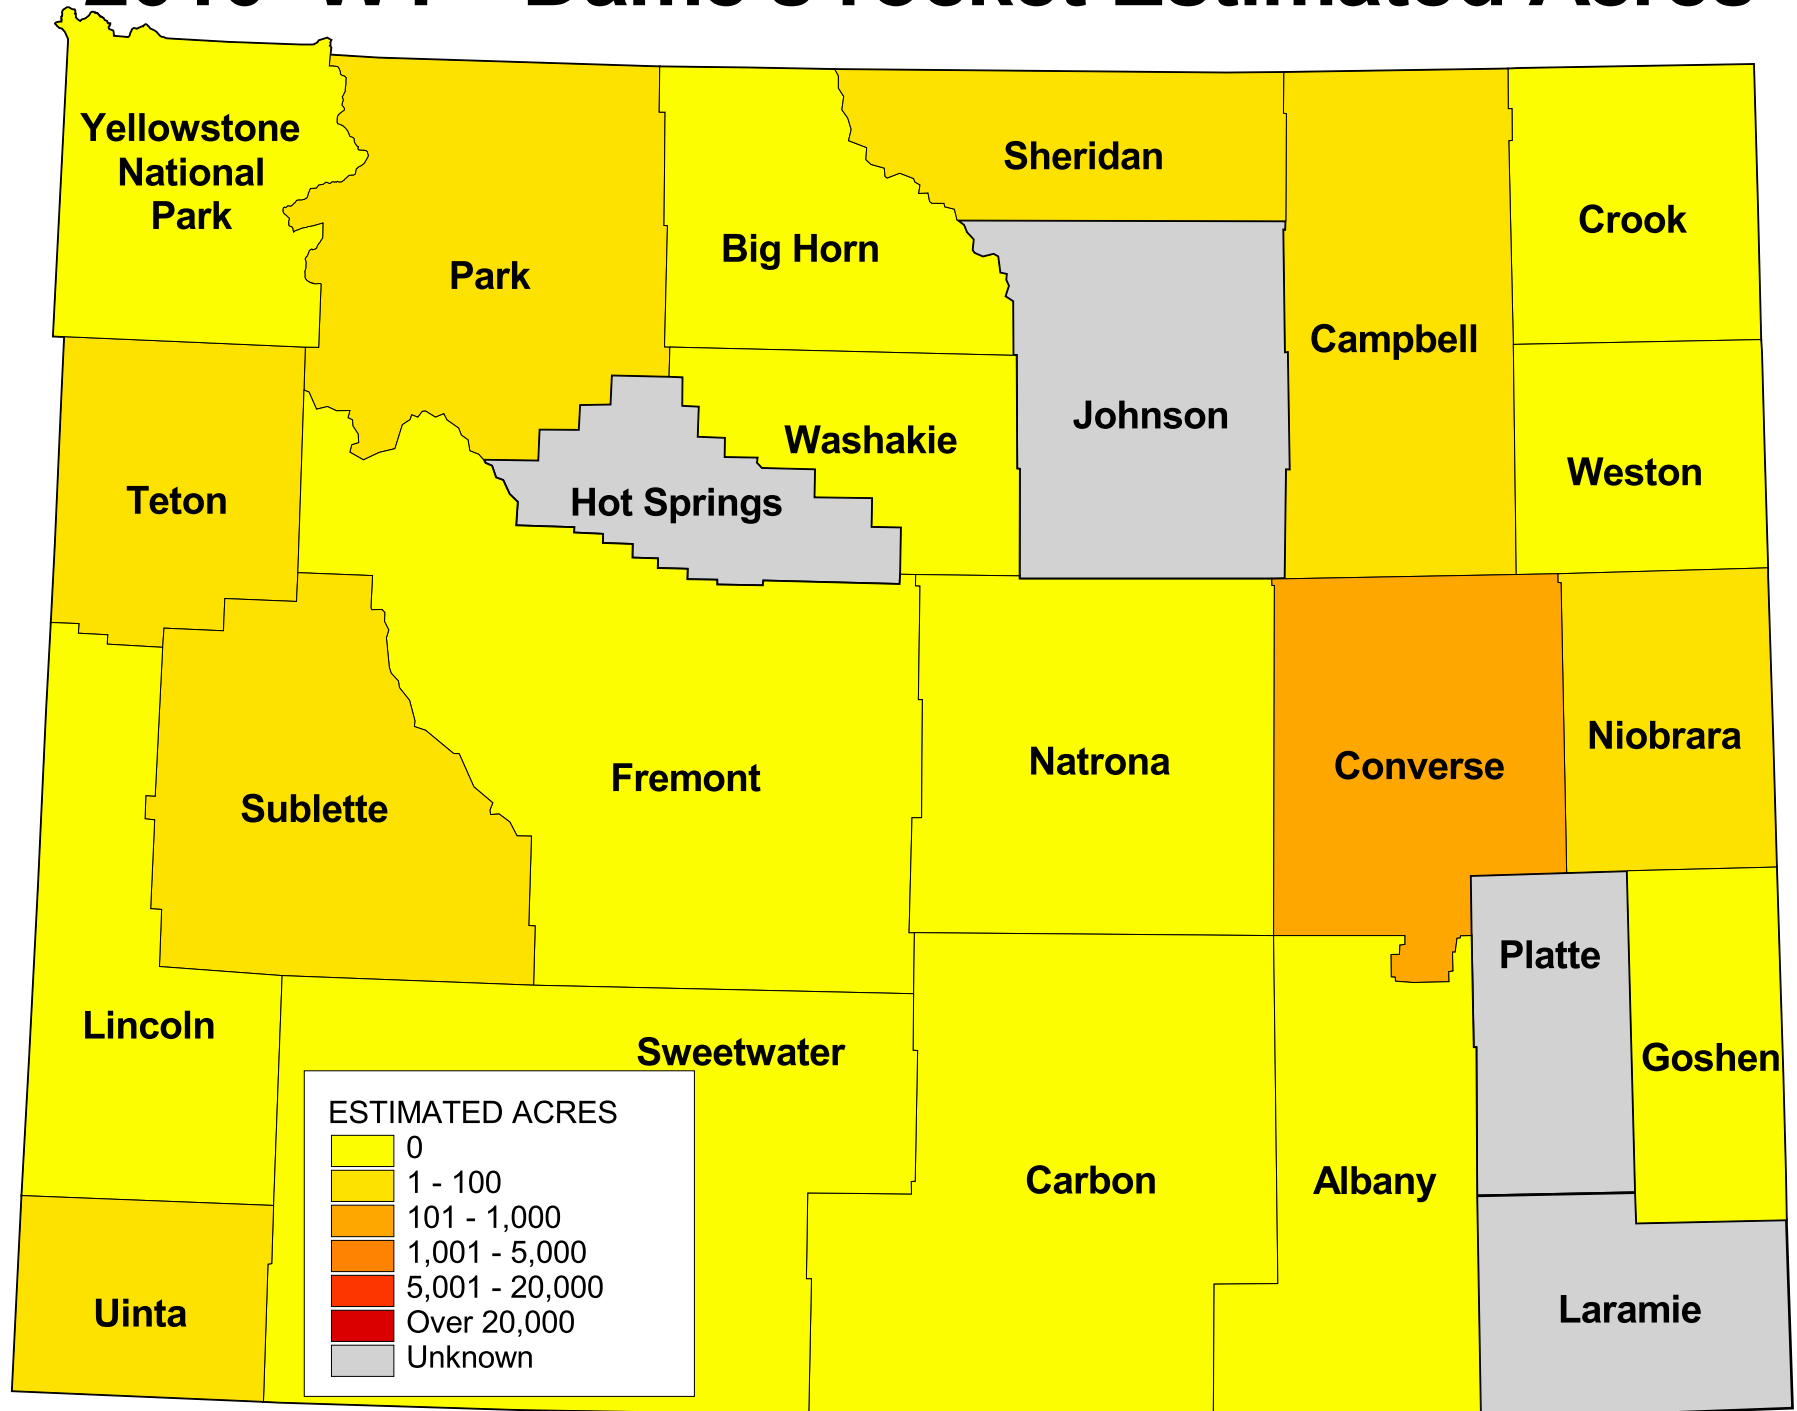 Yellowstone
National
Park
Park
Big Horn
Sheridan
Campbell
Crook
Johnson
Washakie
Hot Springs
Weston
Teton
Sublette
Fremont
Natrona
Converse
Niobrara
Platte
Goshen
Lincoln
Sweetwater
Carbon
Albany
Laramie
Uinta
ESTIMATED ACRES
0
1 - 100
101 - 1,000
1,001 - 5,000
5,001 - 20,000
Over 20,000
Unknown